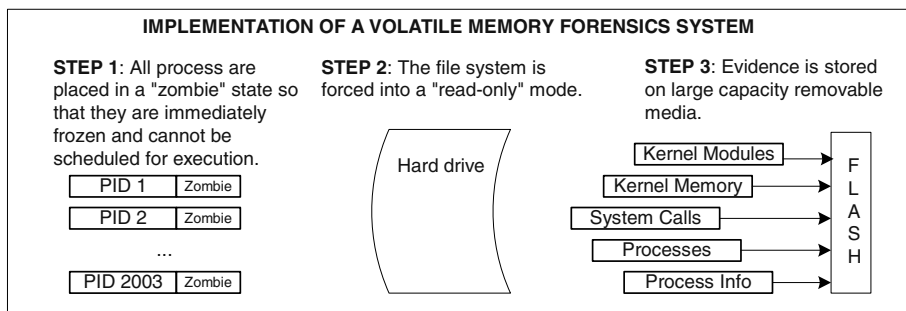 IMPLEMENTATION OF A VOLATILE MEMORY FORENSICS SYSTEM
STEP 1: All process are
placed in a "zombie" state so
that they are immediately
frozen and cannot be
scheduled for execution.
PID 1 Zombie
PID 2 Zombie
...
PID 2003 Zombie
STEP 2: The file system is
forced into a "read-only" mode.
Hard drive
STEP 3: Evidence is stored
on large capacity removable
media.
Kernel Modules
Kernel Memory
System Calls
Processes
Process Info
F
L
A
S
H